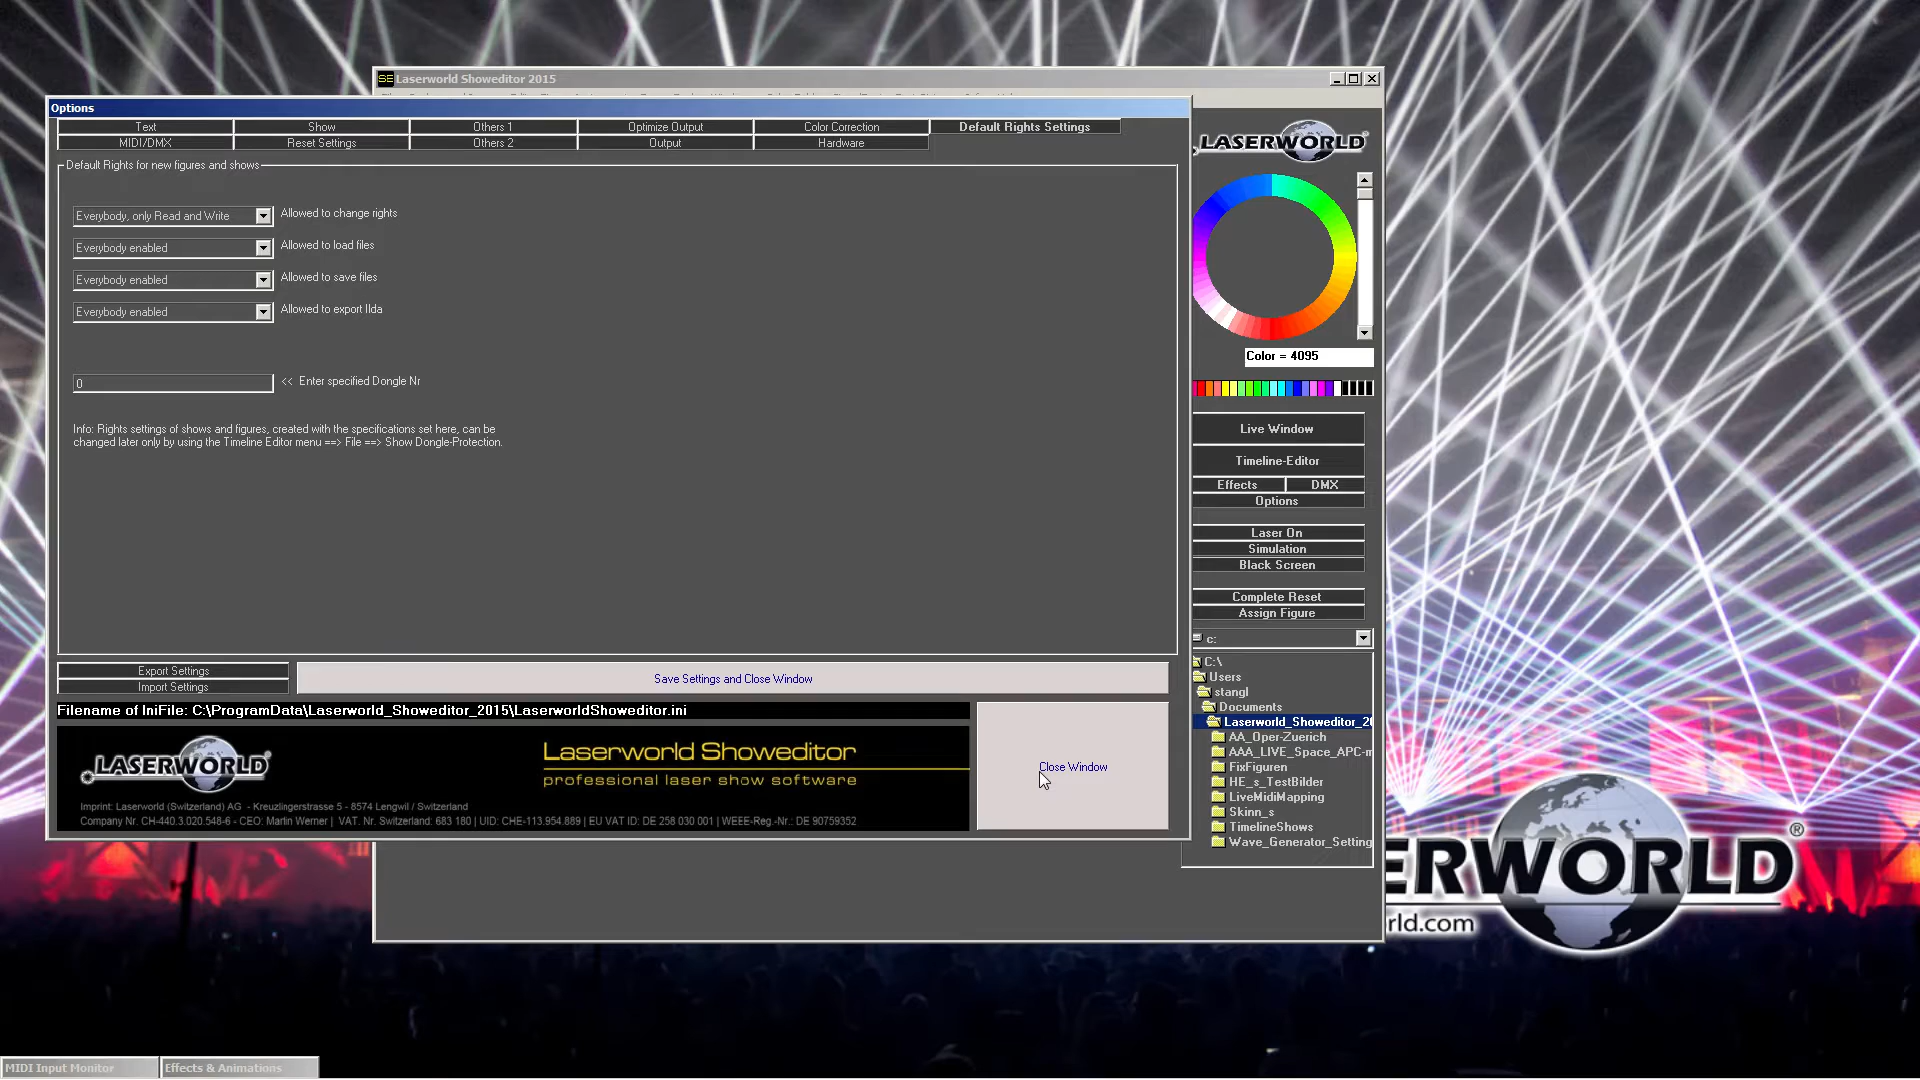 SE Laserworld Showeditor 2015
Options
Text
Show
Others 1
Optimize Output
Color Correction
Default Rights Settings
MIDI/DMX
Reset Settings
Others 2
Output
Hardware
Default Rights for new figures and shows
Everybody, only Read and Write
Allowed to change rights
Everybody enabled
Allowed to load files
Everybody enabled
Allowed to save files
Everybody enabled
Allowed to export Ilda
0
<< Enter specified Dongle Nr
Info: Rights settings of shows and figures, created with the specifications set here, can be
changed later only by using the Timeline Editor menu ==> File ==> Show Dongle-Protection.
Export Settings
Import Settings
Save Settings and Close Window
Filename of IniFile: C:\ProgramData\Laserworld_Showeditor_2015\LaserworldShoweditor.ini
LASERWORLD®
Laserworld Showeditor
professional laser show software
Imprint: Laserworld (Switzerland) AG - Kreuzlingerstrasse 5 - 8574 Lengwil / Switzerland
Company Nr. CH-440.3.020.548-6 - CEO: Martin Werner | VAT. Nr. Switzerland: 683 180 | UID: CHE-113.954.889 | EU VAT ID: DE 258 030 001 | WEEE-Reg.-Nr.: DE 90759352
Close Window
LASERWORLD®
Color = 4095
Live Window
Timeline-Editor
Effects
DMX
Options
Laser On
Simulation
Black Screen
Complete Reset
Assign Figure
c:
C:\
Users
stangl
Documents
Laserworld_Showeditor_20
AA_Oper-Zuerich
AAA_LIVE_Space_APC-m
FixFiguren
HE_s_TestBilder
LiveMidiMapping
Skinn_s
TimelineShows
Wave_Generator_Setting
ERWORLD®
rld.com
MIDI Input Monitor
Effects & Animations